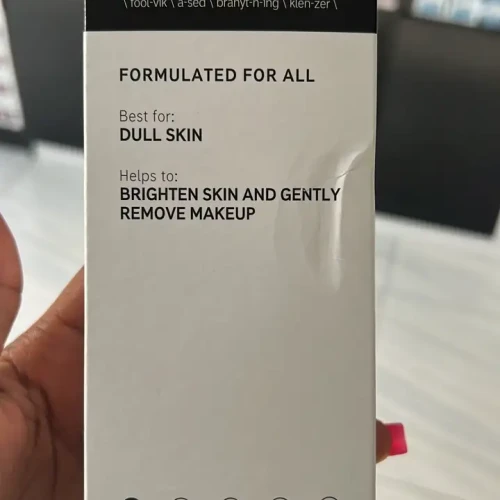 \ fool-vik \ a-sed \ branyt-n-ing \ klen-zer \
FORMULATED FOR ALL
Best for:
DULL SKIN
Helps to:
BRIGHTEN SKIN AND GENTLY
REMOVE MAKEUP